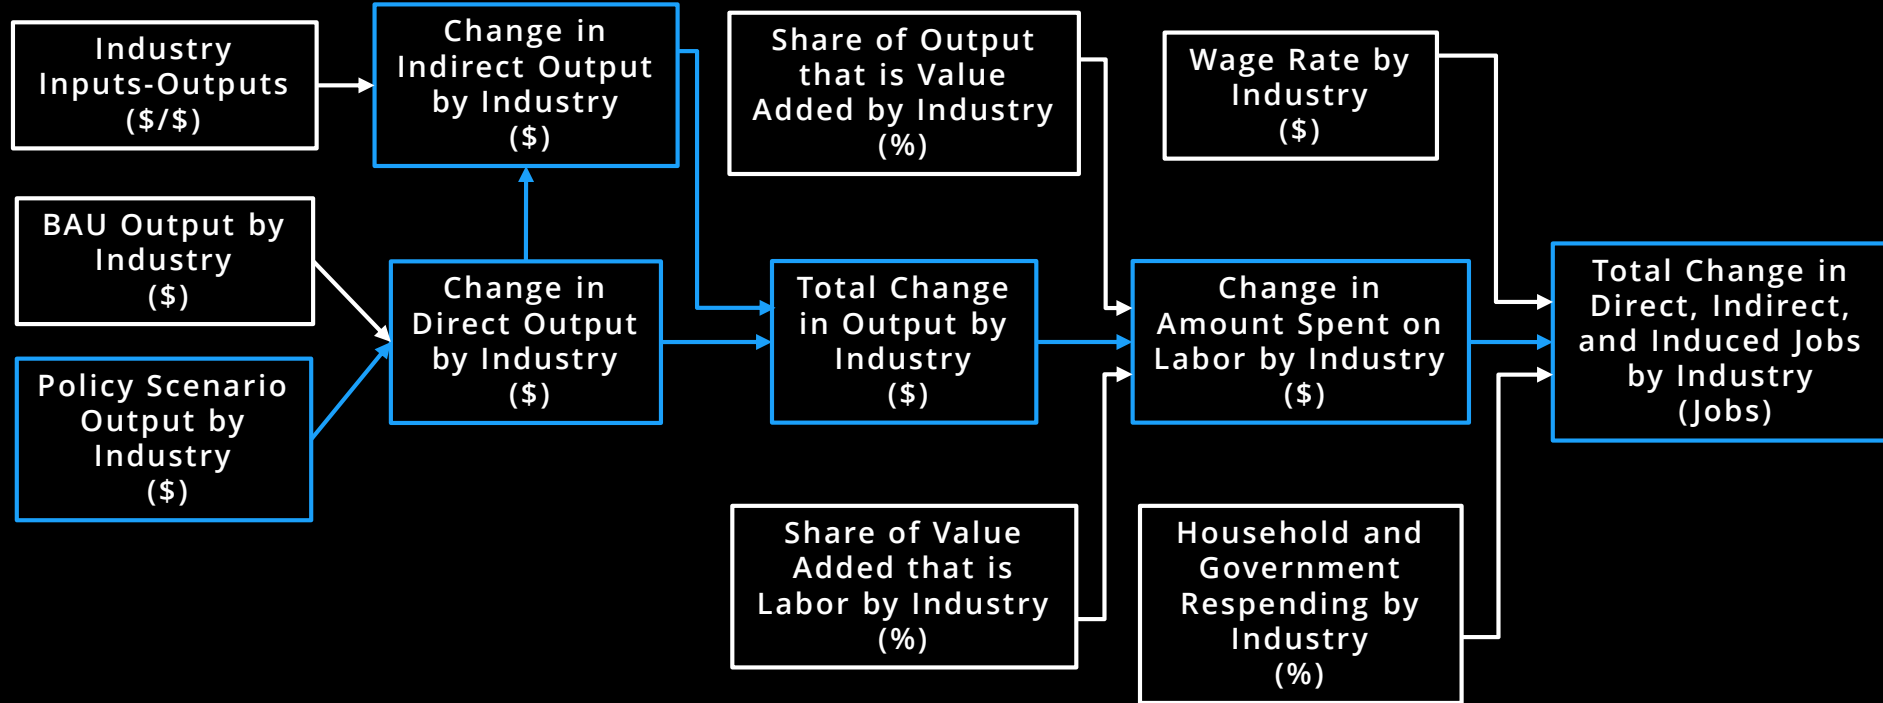 Industry
Inputs-Outputs
($/$)
Change in
Indirect Output
by Industry
($)
Share of Output
that is Value
Added by Industry
(%)
Wage Rate by
Industry
($)
BAU Output by
Industry
($)
Policy Scenario
Output by
Industry
($)
Change in
Direct Output
by Industry
($)
Total Change
in Output by
Industry
($)
Change in
Amount Spent on
Labor by Industry
($)
Total Change in
Direct, Indirect,
and Induced Jobs
by Industry
(Jobs)
Share of Value
Added that is
Labor by Industry
(%)
Household and
Government
Respending by
Industry
(%)